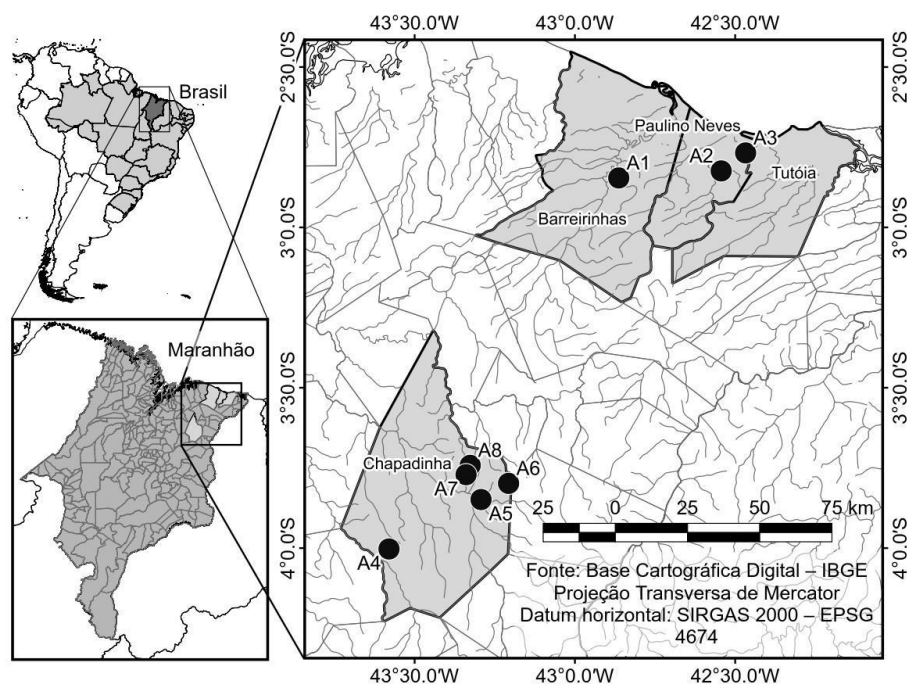 43°30.0'W 43°0.0'W 42°30.0'W
Brasil
Maranhão
2°30.0'S
3°0.0'S
3°30.0'S
4°0.0'S
Paulino Neves
A3
A1
A2
Tutóia
Barreirinhas
A8
Chapadinha
A6
A7
A5
A4
25 0 25 50 75 km
Fonte: Base Cartográfica Digital – IBGE
Projeção Transversa de Mercator
Datum horizontal: SIRGAS 2000 – EPSG
4674
2°30.0'S
3°0.0'S
3°30.0'S
4°0.0'S
43°30.0'W 43°0.0'W 42°30.0'W